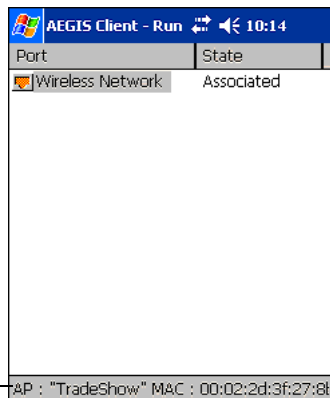 AEGIS Client - Run 10:14
Port State
Wireless Network Associated
AP : "TradeShow" MAC : 00:02:2d:3f:27:8